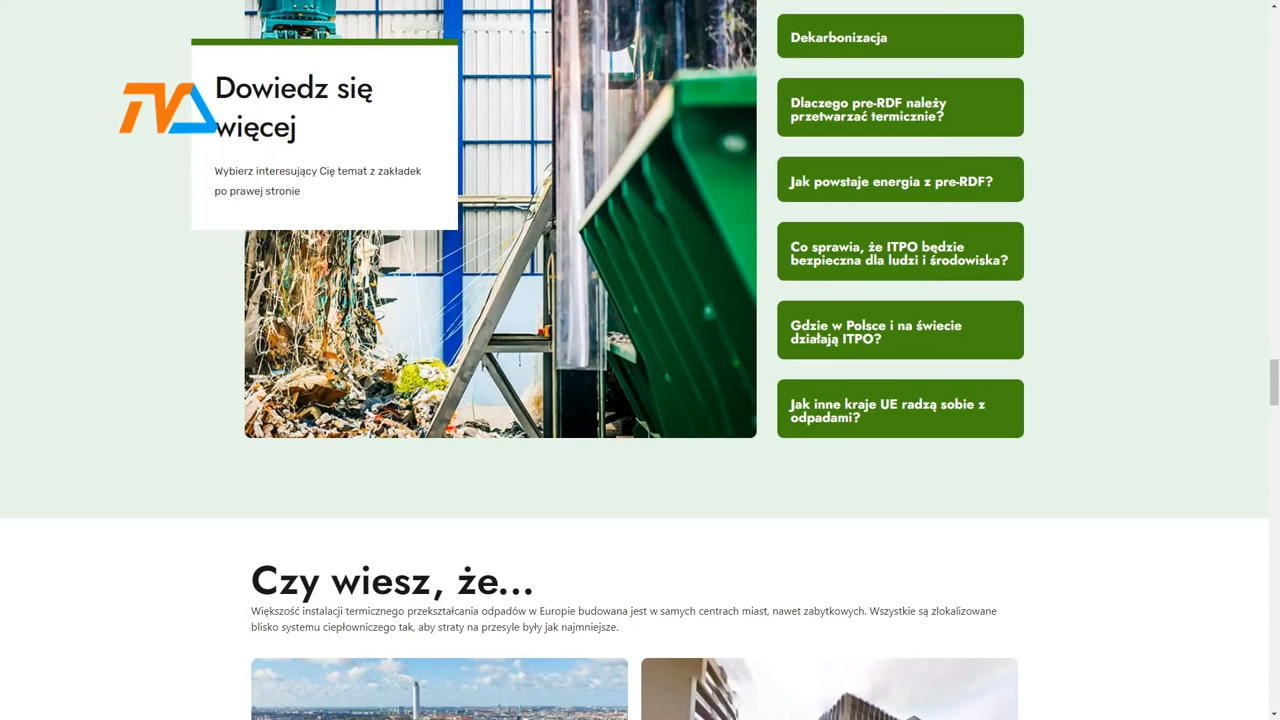 Dowiedz się
więcej
Wybierz interesujący Cię temat z zakładek
po prawej stronie
Dekarbonizacja
Dlaczego pre-RDF należy
przetwarzać termicznie?
Jak powstaje energia z pre-RDF?
Co sprawia, że ITPO będzie
bezpieczna dla ludzi i środowiska?
Gdzie w Polsce i na świecie
działają ITPO?
Jak inne kraje UE radzą sobie z
odpadami?
Czy wiesz, że...
Większość instalacji termicznego przekształcania odpadów w Europie budowana jest w samych centrach miast, nawet zabytkowych. Wszystkie są zlokalizowane
blisko systemu ciepłowniczego tak, aby straty na przesyle były jak najmniejsze.